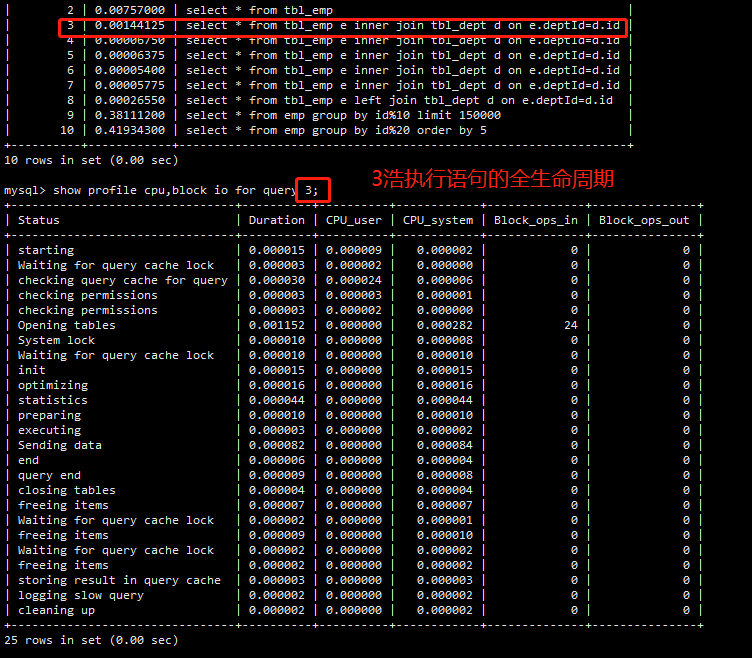 | 2 | 0.00757000 | select * from tbl_emp |
| 3 | 0.00144125 | select * from tbl_emp e inner join tbl_dept d on e.deptId=d.id |
| 4 | 0.00006750 | select * from tbl_emp e inner join tbl_dept d on e.deptId=d.id |
| 5 | 0.00006375 | select * from tbl_emp e inner join tbl_dept d on e.deptId=d.id |
| 6 | 0.00005400 | select * from tbl_emp e inner join tbl_dept d on e.deptId=d.id |
| 7 | 0.00005775 | select * from tbl_emp e inner join tbl_dept d on e.deptId=d.id |
| 8 | 0.00026550 | select * from tbl_emp e left join tbl_dept d on e.deptId=d.id |
| 9 | 0.38111200 | select * from emp group by id%10 limit 150000 |
| 10 | 0.41934300 | select * from emp group by id%20 order by 5 |
10 rows in set (0.00 sec)
mysql> show profile cpu,block io for query 3;
3浩执行语句的全生命周期
| Status | Duration | CPU_user | CPU_system | Block_ops_in | Block_ops_out |
| starting | 0.000015 | 0.000009 | 0.000002 | 0 | 0 |
| Waiting for query cache lock | 0.000003 | 0.000002 | 0.000000 | 0 | 0 |
| checking query cache for query | 0.000030 | 0.000024 | 0.000006 | 0 | 0 |
| checking permissions | 0.000003 | 0.000003 | 0.000001 | 0 | 0 |
| checking permissions | 0.000003 | 0.000002 | 0.000000 | 0 | 0 |
| Opening tables | 0.001152 | 0.000000 | 0.000282 | 24 | 0 |
| System lock | 0.000010 | 0.000000 | 0.000008 | 0 | 0 |
| Waiting for query cache lock | 0.000010 | 0.000000 | 0.000010 | 0 | 0 |
| init | 0.000015 | 0.000000 | 0.000015 | 0 | 0 |
| optimizing | 0.000016 | 0.000000 | 0.000016 | 0 | 0 |
| statistics | 0.000044 | 0.000000 | 0.000044 | 0 | 0 |
| preparing | 0.000010 | 0.000000 | 0.000010 | 0 | 0 |
| executing | 0.000003 | 0.000000 | 0.000002 | 0 | 0 |
| Sending data | 0.000082 | 0.000000 | 0.000084 | 0 | 0 |
| end | 0.000006 | 0.000000 | 0.000004 | 0 | 0 |
| query end | 0.000009 | 0.000000 | 0.000008 | 0 | 0 |
| closing tables | 0.000004 | 0.000000 | 0.000004 | 0 | 0 |
| freeing items | 0.000007 | 0.000000 | 0.000007 | 0 | 0 |
| Waiting for query cache lock | 0.000002 | 0.000000 | 0.000001 | 0 | 0 |
| freeing items | 0.000009 | 0.000000 | 0.000010 | 0 | 0 |
| Waiting for query cache lock | 0.000002 | 0.000000 | 0.000002 | 0 | 0 |
| freeing items | 0.000002 | 0.000000 | 0.000002 | 0 | 0 |
| storing result in query cache | 0.000003 | 0.000000 | 0.000003 | 0 | 0 |
| logging slow query | 0.000002 | 0.000000 | 0.000002 | 0 | 0 |
| cleaning up | 0.000002 | 0.000000 | 0.000002 | 0 | 0 |
25 rows in set (0.00 sec)